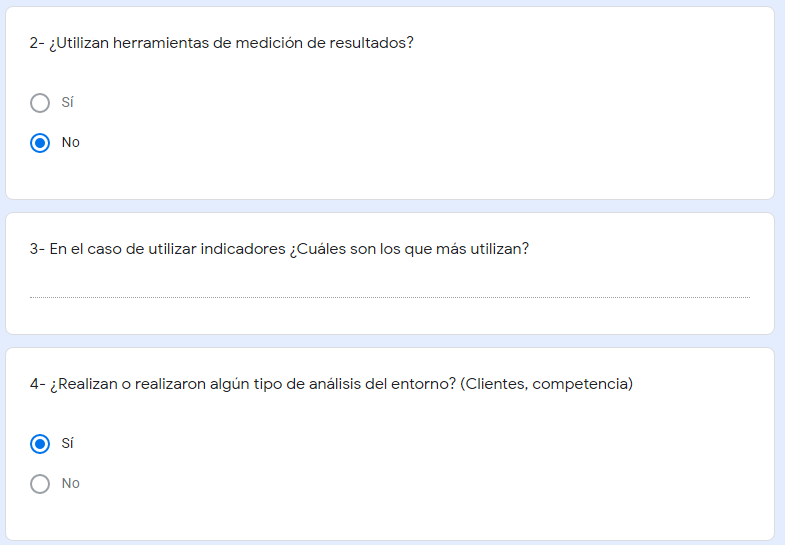 2- ¿Utilizan herramientas de medición de resultados?
Sí
No
3- En el caso de utilizar indicadores ¿Cuáles son los que más utilizan?
4- ¿Realizan o realizaron algún tipo de análisis del entorno? (Clientes, competencia)
Sí
No